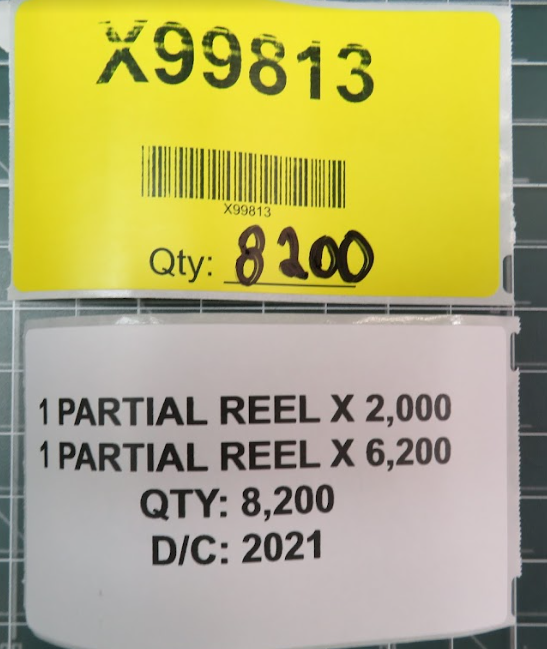 X99813
X99813
Qty: 8200
1 PARTIAL REEL X 2,000
1 PARTIAL REEL X 6,200
QTY: 8,200
D/C: 2021